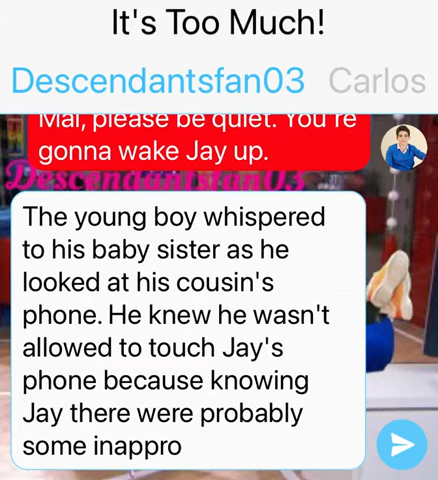 It's Too Much!
Descendantsfan03 Carlos
Mal, please be quiet. You're
gonna wake Jay up.
Descendantsfan03
The young boy whispered
to his baby sister as he
looked at his cousin's
phone. He knew he wasn't
allowed to touch Jay's
phone because knowing
Jay there were probably
some inappro